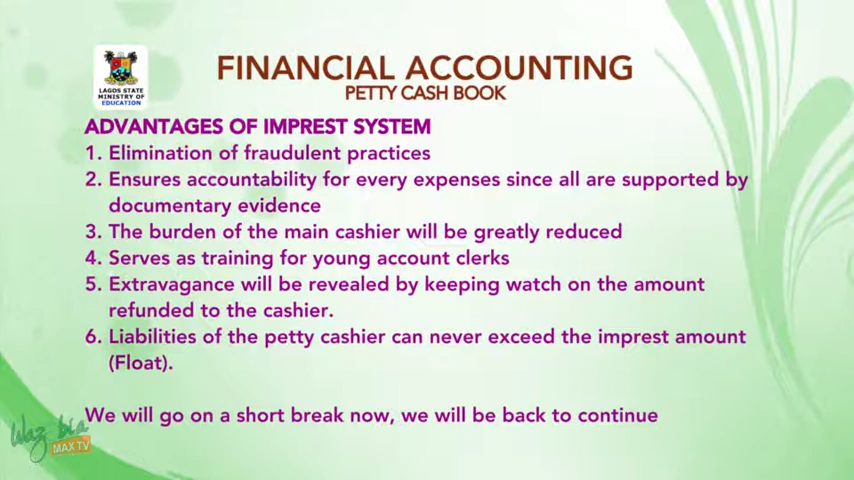 FINANCIAL ACCOUNTING
PETTY CASH BOOK
LAGOS STATE
MINISTRY OF
EDUCATION
ADVANTAGES OF IMPREST SYSTEM
1. Elimination of fraudulent practices
2. Ensures accountability for every expenses since all are supported by
documentary evidence
3. The burden of the main cashier will be greatly reduced
4. Serves as training for young account clerks
5. Extravagance will be revealed by keeping watch on the amount
refunded to the cashier.
6. Liabilities of the petty cashier can never exceed the imprest amount
(Float).
We will go on a short break now, we will be back to continue
Waz bia
MAX TV